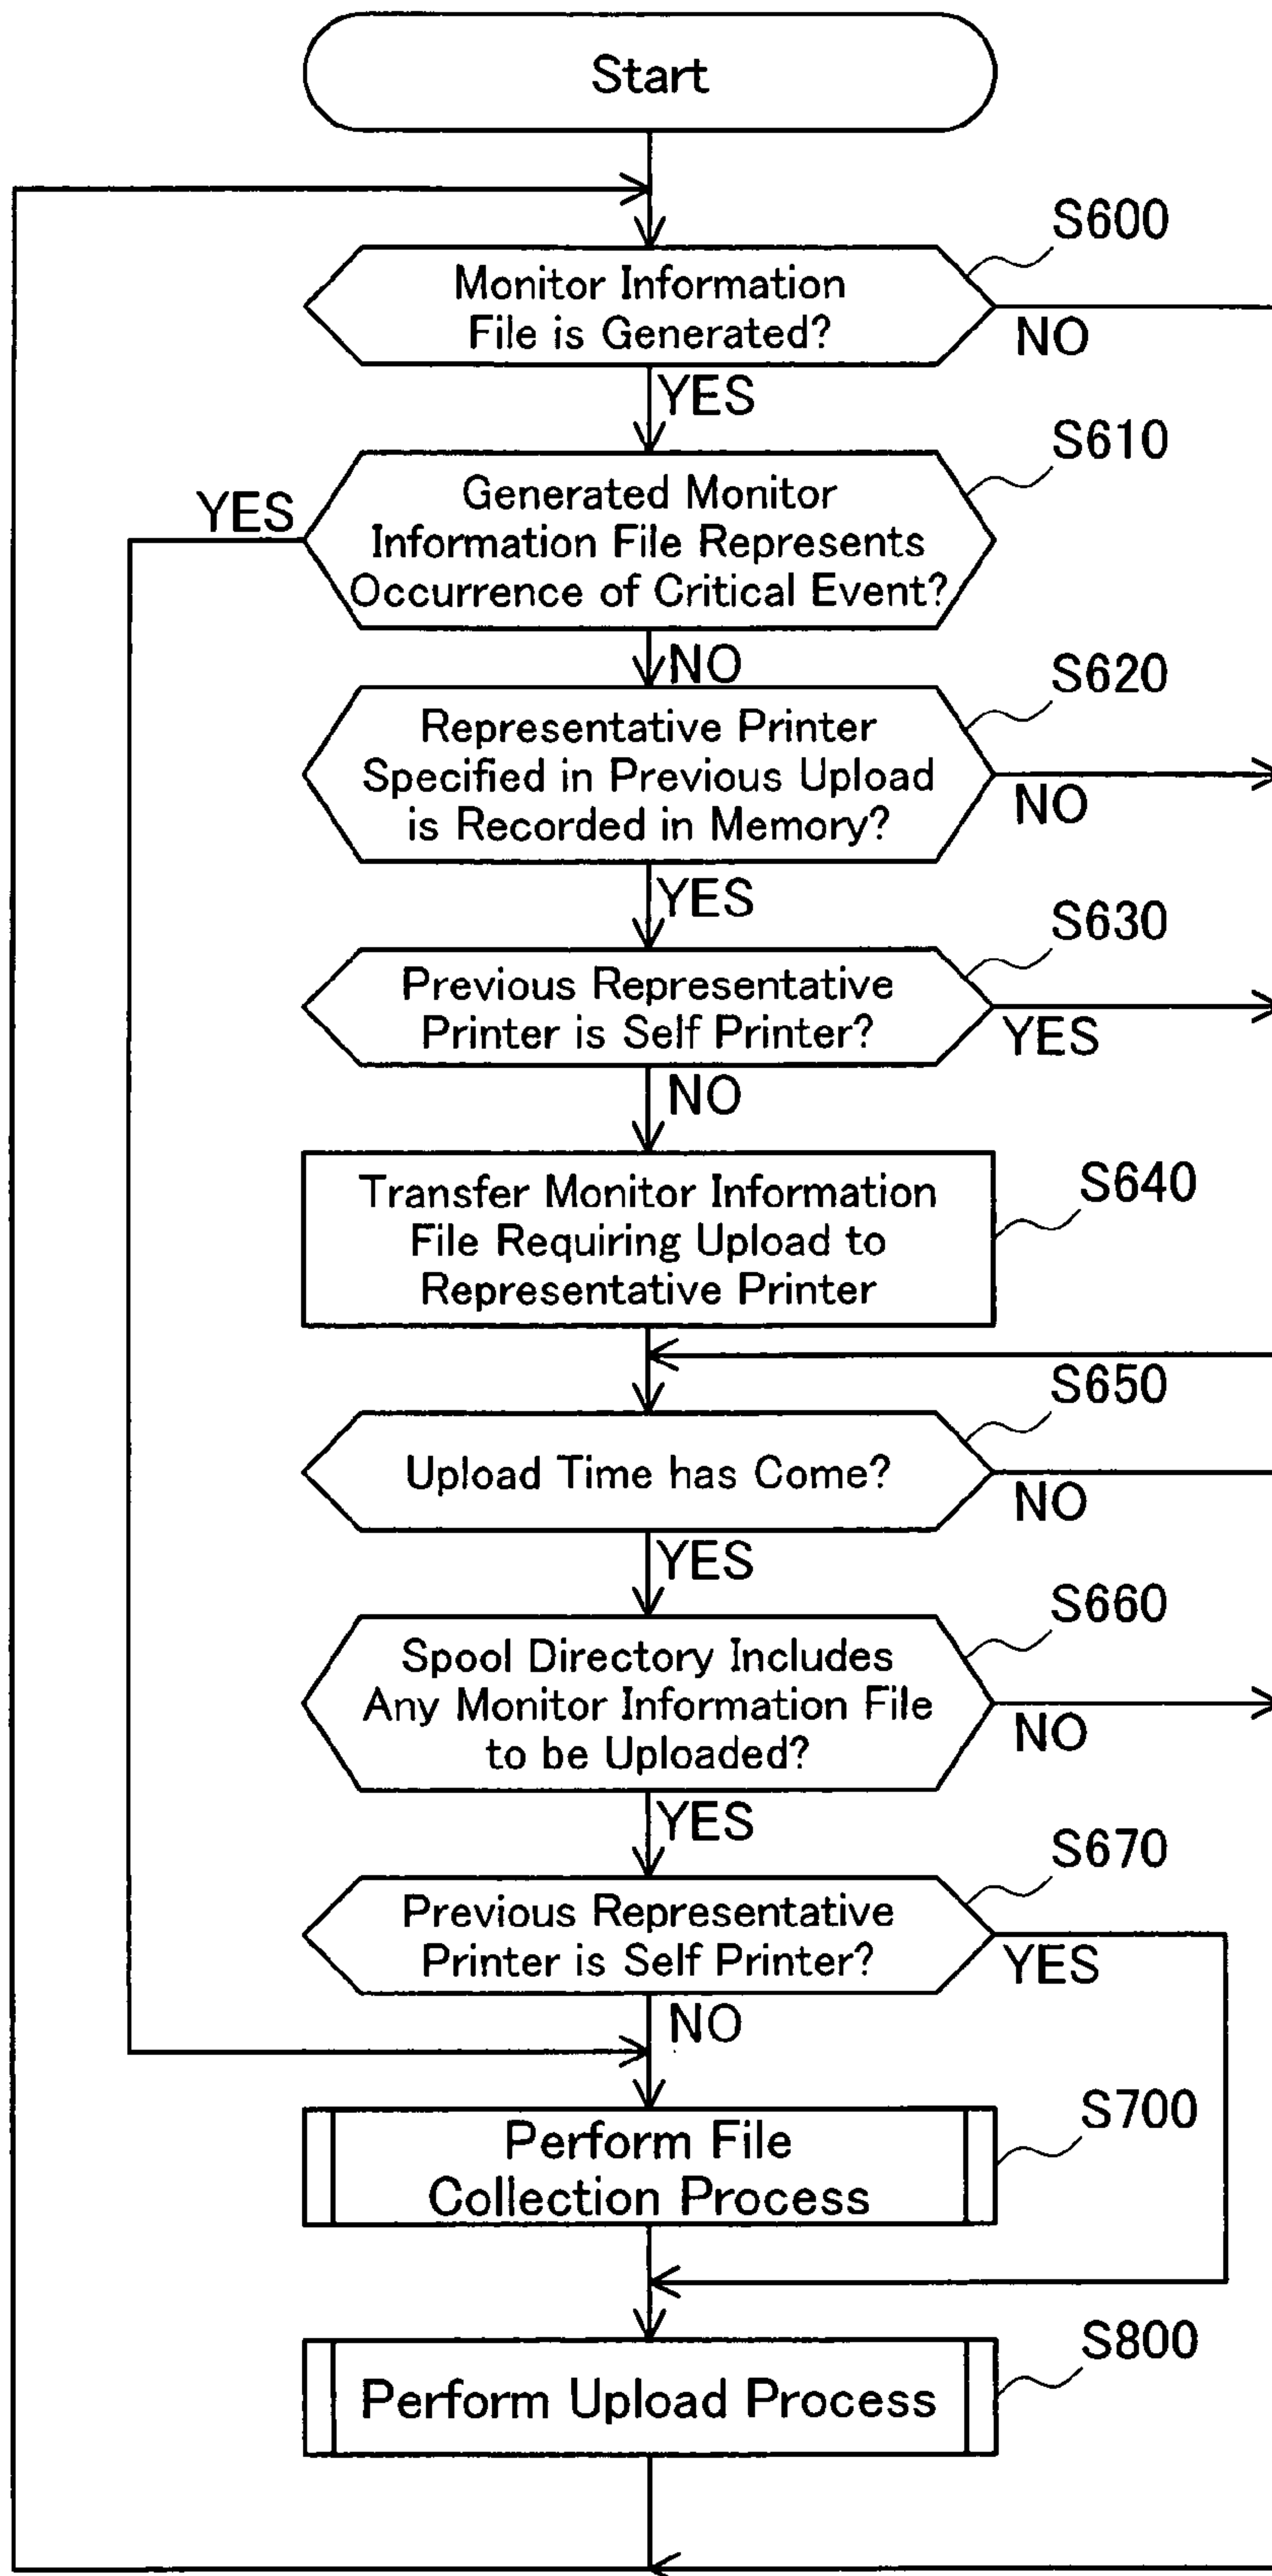 Start
S600
Monitor Information
File is Generated?
NO
YES
S610
YES
Generated Monitor
Information File Represents
Occurrence of Critical Event?
NO
S620
Representative Printer
Specified in Previous Upload
is Recorded in Memory?
NO
YES
S630
Previous Representative
Printer is Self Printer?
YES
NO
S640
Transfer Monitor Information
File Requiring Upload to
Representative Printer
S650
Upload Time has Come?
NO
YES
S660
Spool Directory Includes
Any Monitor Information File
to be Uploaded?
NO
YES
S670
Previous Representative
Printer is Self Printer?
YES
NO
S700
Perform File
Collection Process
S800
Perform Upload Process